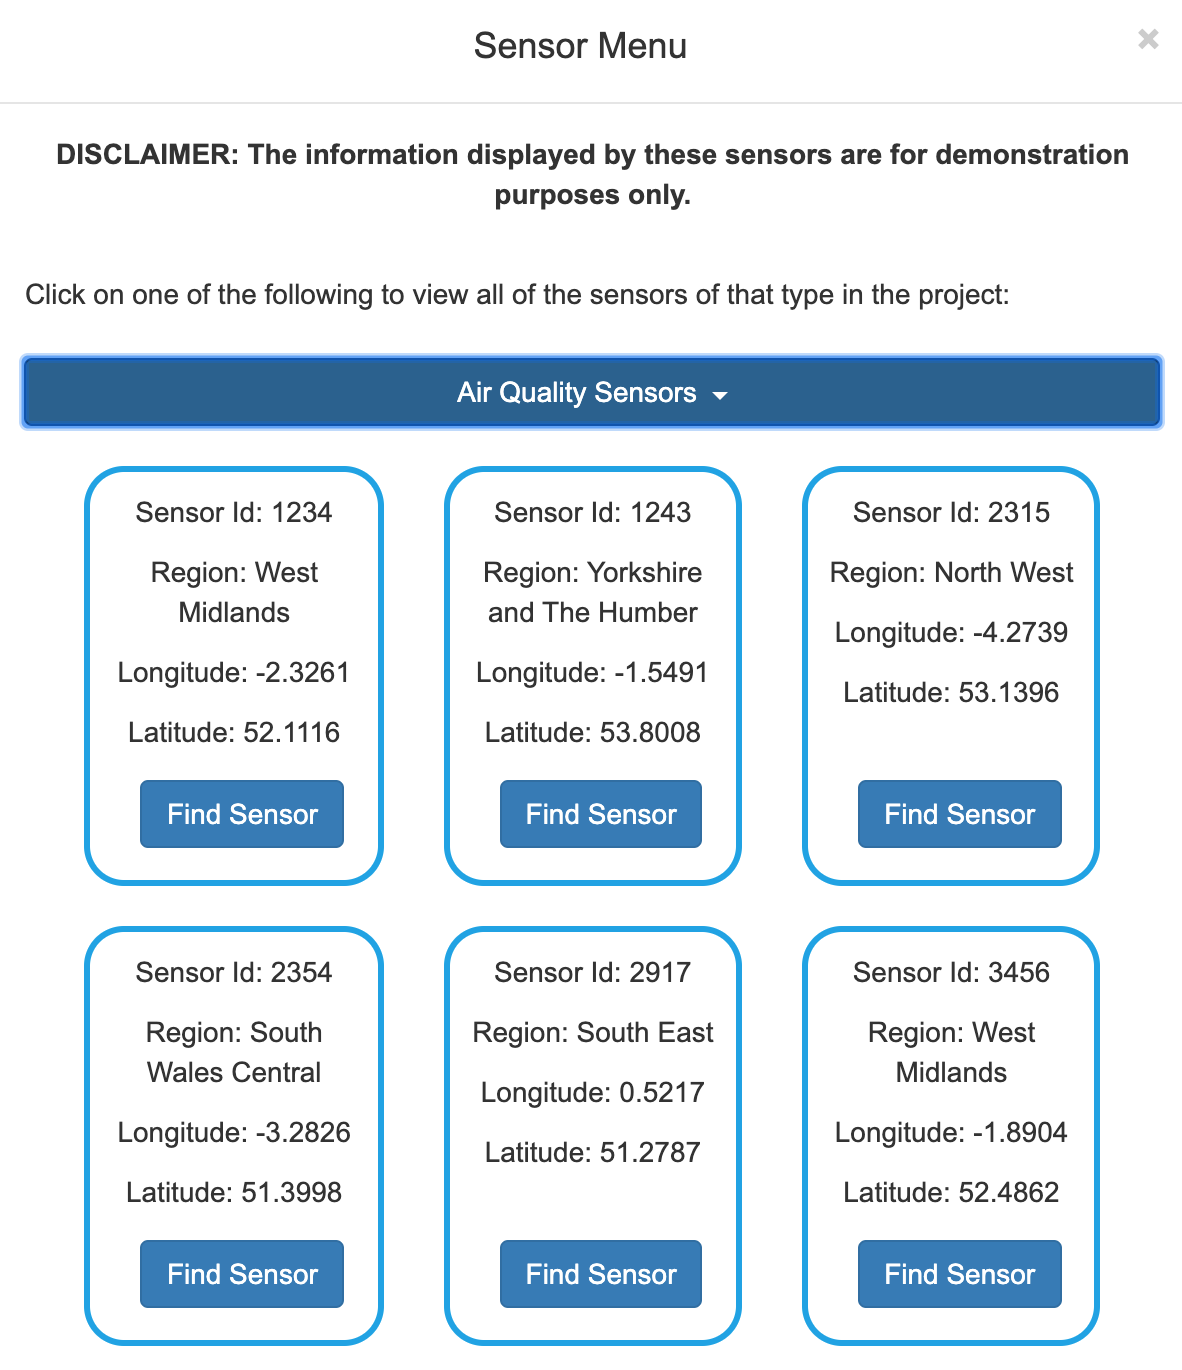 Sensor Menu
×
DISCLAIMER: The information displayed by these sensors are for demonstration
purposes only.
Click on one of the following to view all of the sensors of that type in the project:
Air Quality Sensors
Sensor Id: 1234
Region: West
Midlands
Longitude: -2.3261
Latitude: 52.1116
Find Sensor
Sensor Id: 1243
Region: Yorkshire
and The Humber
Longitude: -1.5491
Latitude: 53.8008
Find Sensor
Sensor Id: 2315
Region: North West
Longitude: -4.2739
Latitude: 53.1396
Find Sensor
Sensor Id: 2354
Region: South
Wales Central
Longitude: -3.2826
Latitude: 51.3998
Find Sensor
Sensor Id: 2917
Region: South East
Longitude: 0.5217
Latitude: 51.2787
Find Sensor
Sensor Id: 3456
Region: West
Midlands
Longitude: -1.8904
Latitude: 52.4862
Find Sensor